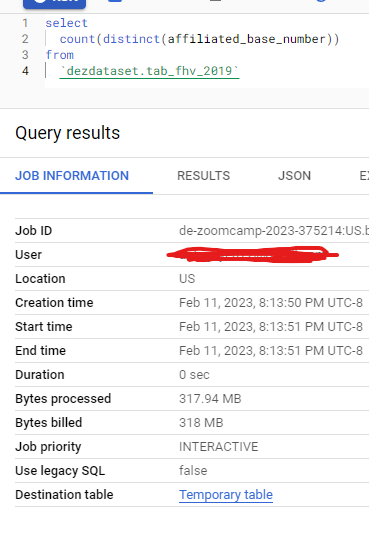 1 select
2 count(distinct(affiliated_base_number))
3 from
4 `dezdataset.tab_fhv_2019`
Query results
JOB INFORMATION RESULTS JSON
Job ID de-zoomcamp-2023-375214:US.b
User
Location US
Creation time Feb 11, 2023, 8:13:50 PM UTC-8
Start time Feb 11, 2023, 8:13:51 PM UTC-8
End time Feb 11, 2023, 8:13:51 PM UTC-8
Duration 0 sec
Bytes processed 317.94 MB
Bytes billed 318 MB
Job priority INTERACTIVE
Use legacy SQL false
Destination table Temporary table